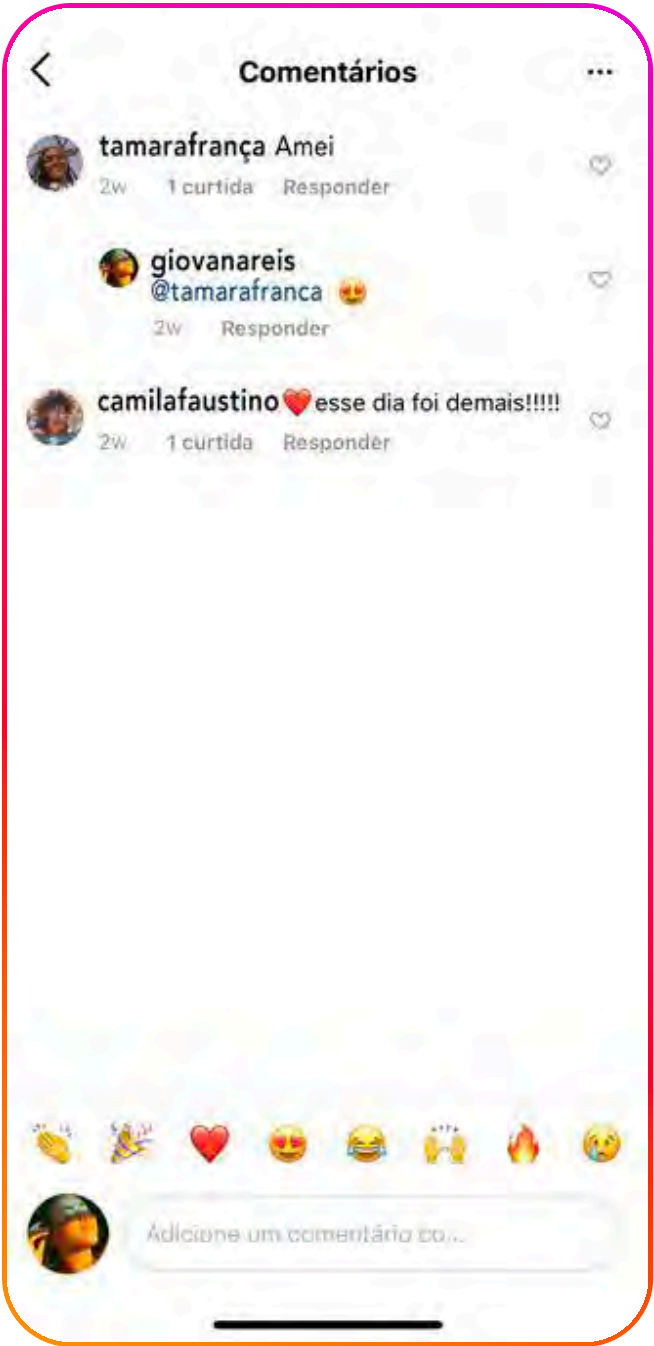 Comentários
tamarafrança Amei
2w 1 curtida Responder
giovanareis
@tamarafranca 😍
2w Responder
camilafaustino❤️esse dia foi demais!!!!!
2w 1 curtida Responder
Adicione um comentário co...